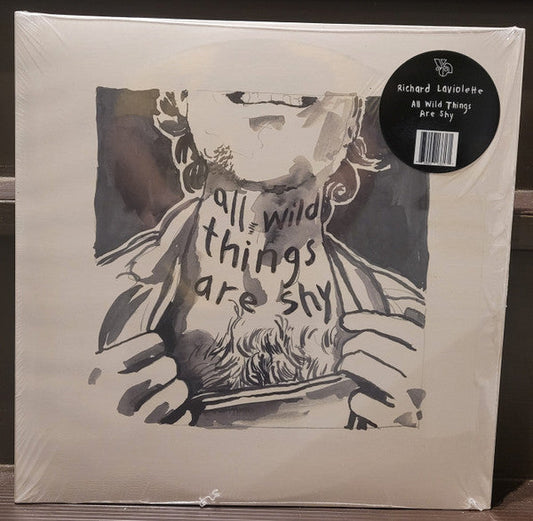 Richard Laviolette
All Wild Things
Are Shy
all wild
things
are shy